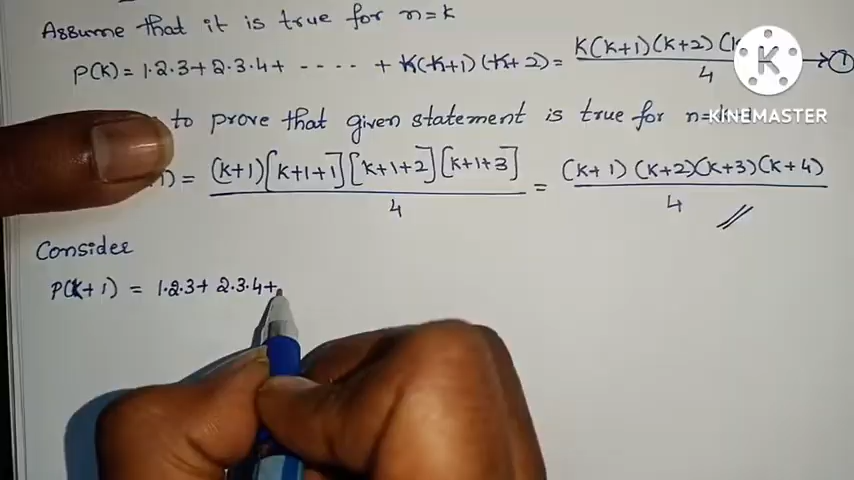 Assume that it is true for n=k
P(k) = 1·2·3+ 2·3·4+ - - - - + k(k+1)(k+2) = k(k+1)(k+2)(k / 4 → 1
K
KINEMASTER
to prove that given statement is true for n=
1) = (k+1)[k+1+1][k+1+2][k+1+3] / 4 = (k+1)(k+2)(k+3)(k+4) / 4
Consider
P(k+1) = 1·2·3+ 2·3·4+